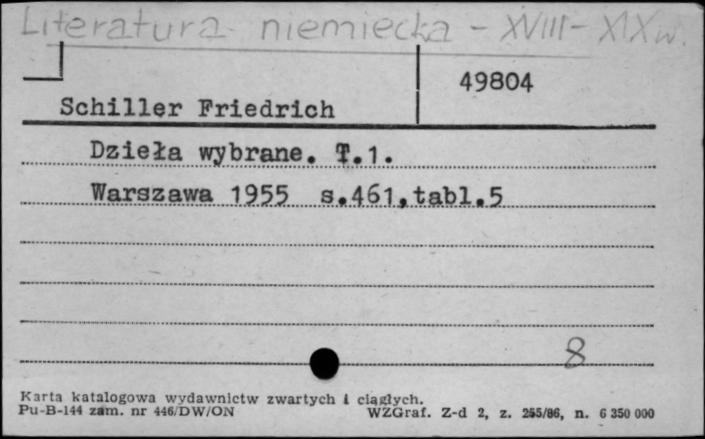 Literatura niemiecka - XVIII - XIX w.
49804
Schiller Friedrich
Dzieła wybrane. T.1.
Warszawa 1955 s.461,tabl.5
8
Karta katalogowa wydawnictw zwartych i ciągłych.
Pu-B-144 zam. nr 446/DW/ON WZGraf. Z-d 2, z. 255/86, n. 6 350 000